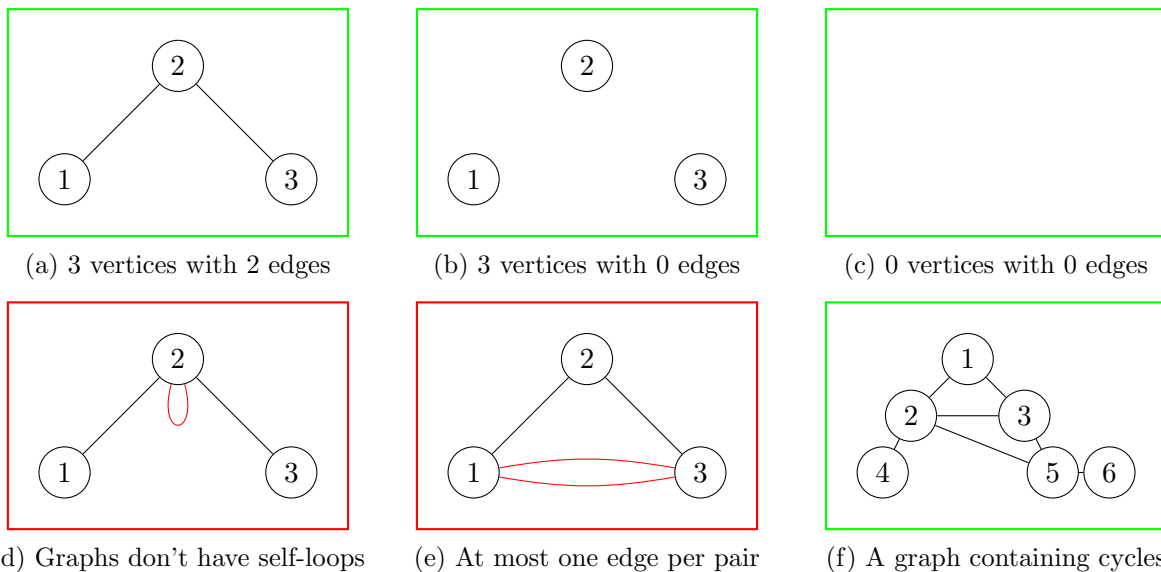 2
1 3
(a) 3 vertices with 2 edges
2
1 3
(b) 3 vertices with 0 edges
(c) 0 vertices with 0 edges
2
1 3
d) Graphs don't have self-loops
2
1 3
(e) At most one edge per pair
1
2 3
4 5 6
(f) A graph containing cycles